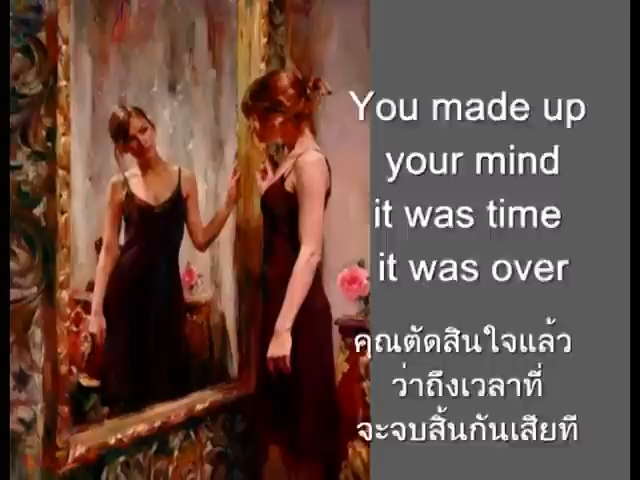 You made up
your mind
it was time
it was over
คุณตัดสินใจแล้ว
ว่าถึงเวลาที่
จะจบสิ้นกันเสียที